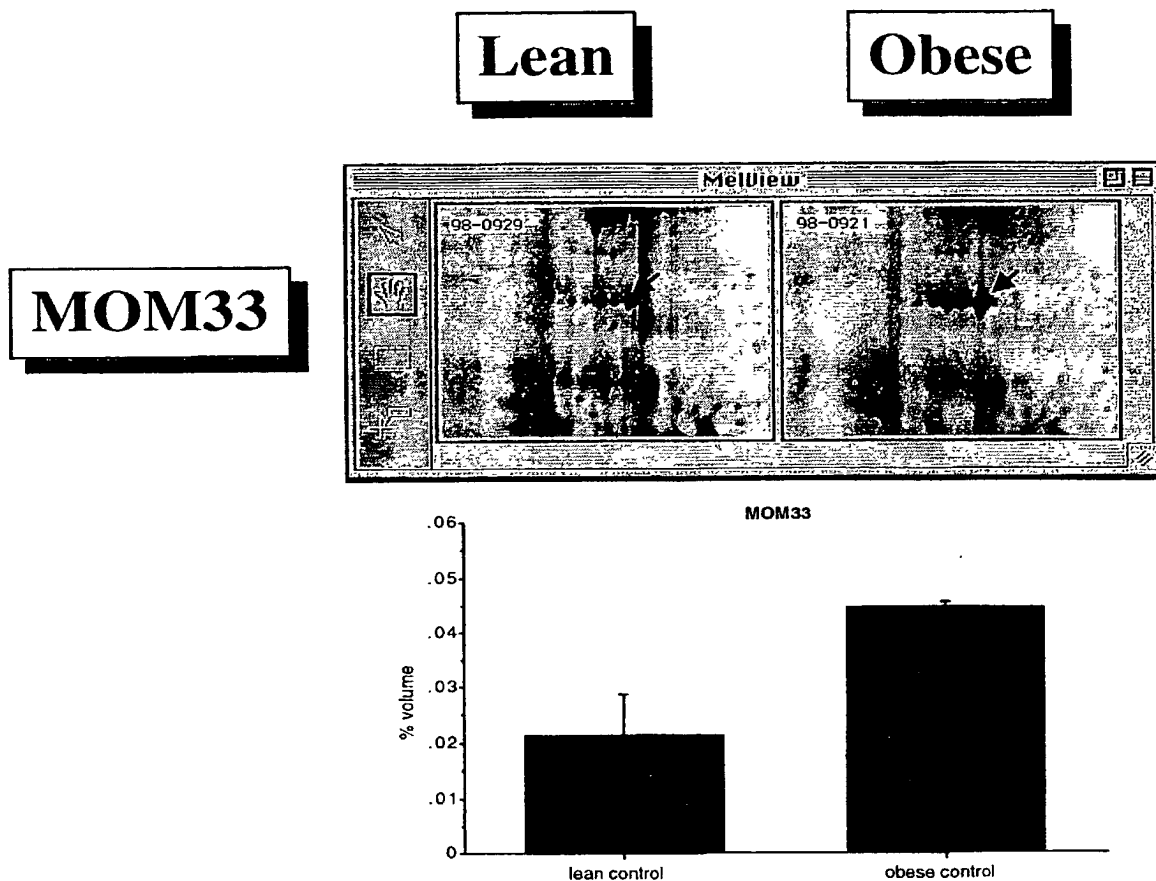 Lean
Obese
MelView
98-0929
98-0921
MOM33
MOM33
.06
.05
.04
.03
.02
.01
0
% volume
lean control
obese control